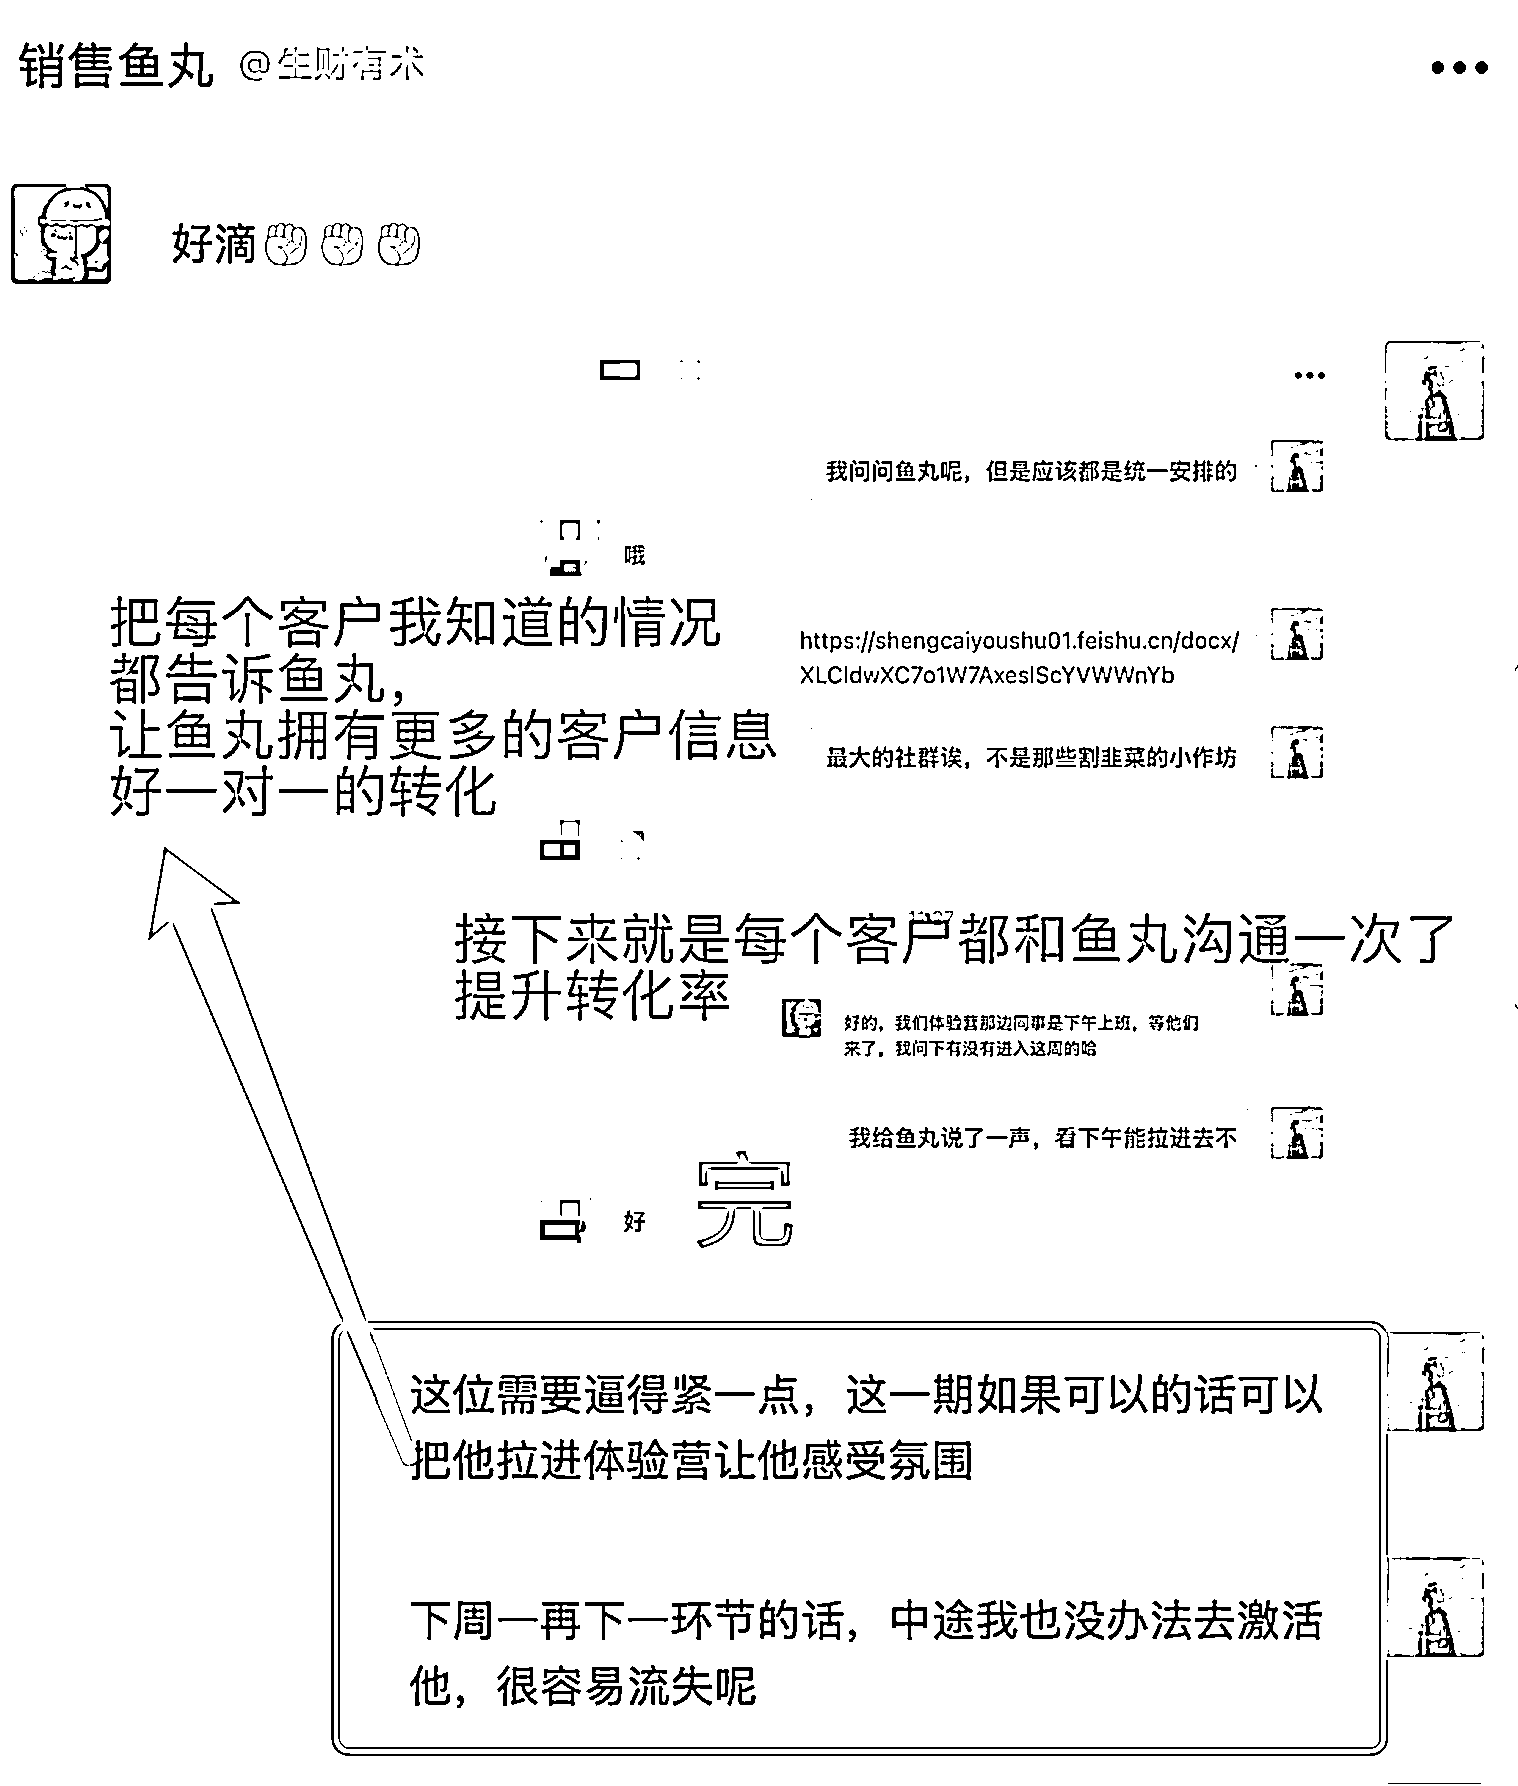 销售鱼丸 @生财有术
好滴✊✊✊
我问问鱼丸呢，但是应该都是统一安排的
哦
把每个客户我知道的情况
都告诉鱼丸，
让鱼丸拥有更多的客户信息
好一对一的转化
https://shengcaiyoushu01.feishu.cn/docx/
XLCldwXC7o1W7AxeslScYVWWnYb
最大的社群诶，不是那些割韭菜的小作坊
接下来就是每个客户都和鱼丸沟通一次了
提升转化率
好的，我们体验营那边同事是下午上班，等他们
来了，我问下有没有进入这周的哈
我给鱼丸说了一声，看下午能拉进去不
好
完
这位需要逼得紧一点，这一期如果可以的话可以
把他拉进体验营让他感受氛围
下周一再下一环节的话，中途我也没办法去激活
他，很容易流失呢